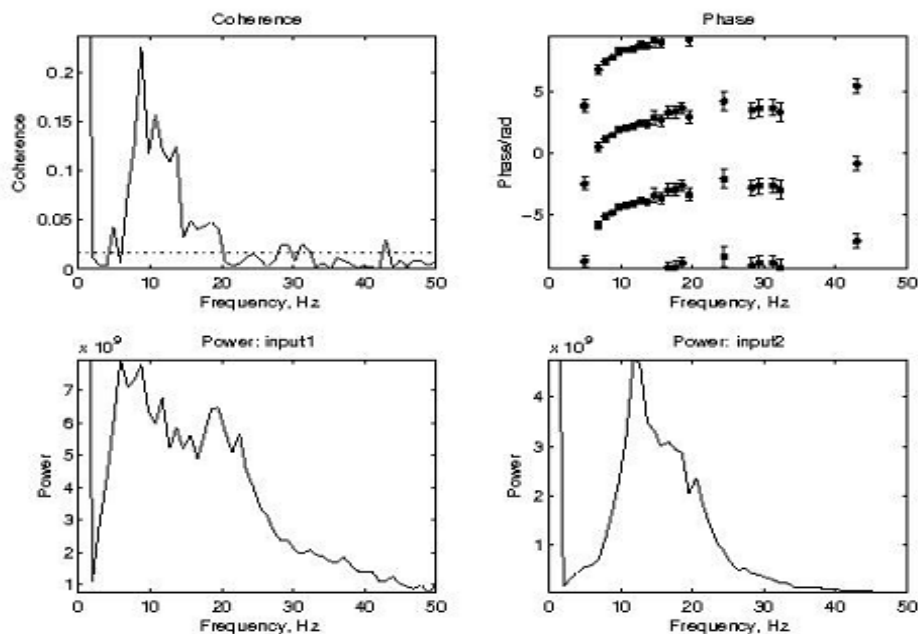 Coherence
Coherence
0.2
0.15
0.1
0.05
0
0 10 20 30 40 50
Frequency, Hz
Phase
Phase/rad
5
0
−5
0 10 20 30 40 50
Frequency, Hz
x 10^9
Power: input1
Power
7
6
5
4
3
2
1
0 10 20 30 40 50
Frequency, Hz
x 10^9
Power: input2
Power
4
3
2
1
0 10 20 30 40 50
Frequency, Hz